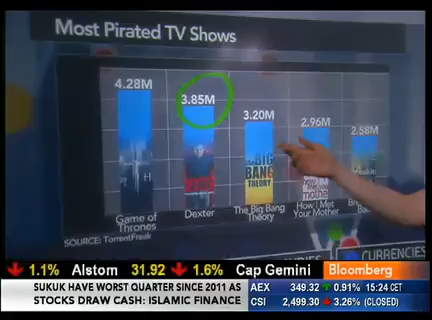 Most Pirated TV Shows
4.28M
3.85M
3.20M
2.96M
2.58M
THE BIG
BANG
THEORY
Game of
Thrones
Dexter
The Big Bang
Theory
How I Met
Your Mother
SOURCE: TorrentFreak
CURRENCIES
1.1% Alstom 31.92 1.6% Cap Gemini Bloomberg
SUKUK HAVE WORST QUARTER SINCE 2011 AS
STOCKS DRAW CASH: ISLAMIC FINANCE
AEX 349.32 0.91% 15:24 CET
CSI 2,499.30 3.26% (CLOSED)